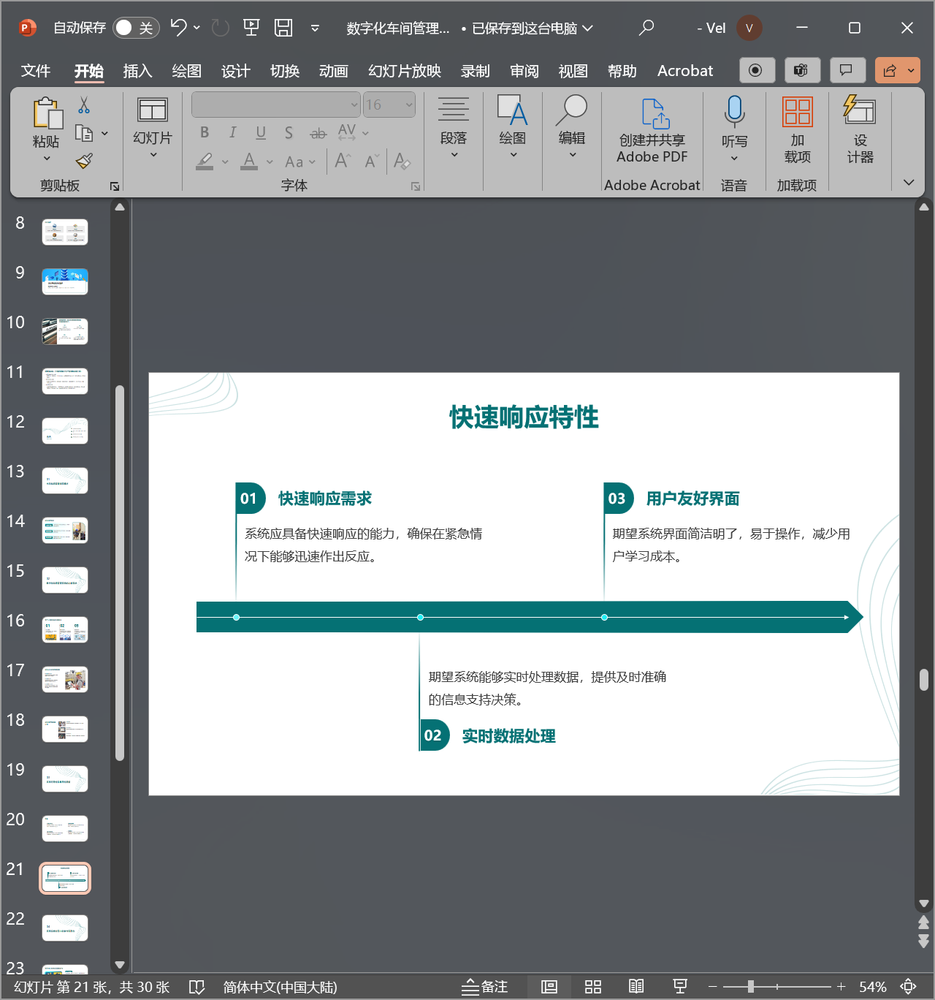 自动保存 关 数字化车间管理... • 已保存到这台电脑 - Vel V
文件 开始 插入 绘图 设计 切换 动画 幻灯片放映 录制 审阅 视图 帮助 Acrobat
粘贴
剪贴板
幻灯片
16
B I U S ab AV
A Aa A A A
字体
段落
绘图
编辑
创建并共享
Adobe PDF
Adobe Acrobat
听写
语音
加
载项
加载项
设
计器
8
9
10
11
12
13
14
15
16
17
18
19
20
21
22
23
快速响应特性
01 快速响应需求
系统应具备快速响应的能力，确保在紧急情
况下能够迅速作出反应。
03 用户友好界面
期望系统界面简洁明了，易于操作，减少用
户学习成本。
期望系统能够实时处理数据，提供及时准确
的信息支持决策。
02 实时数据处理
幻灯片 第 21 张，共 30 张 简体中文(中国大陆) 备注 54%